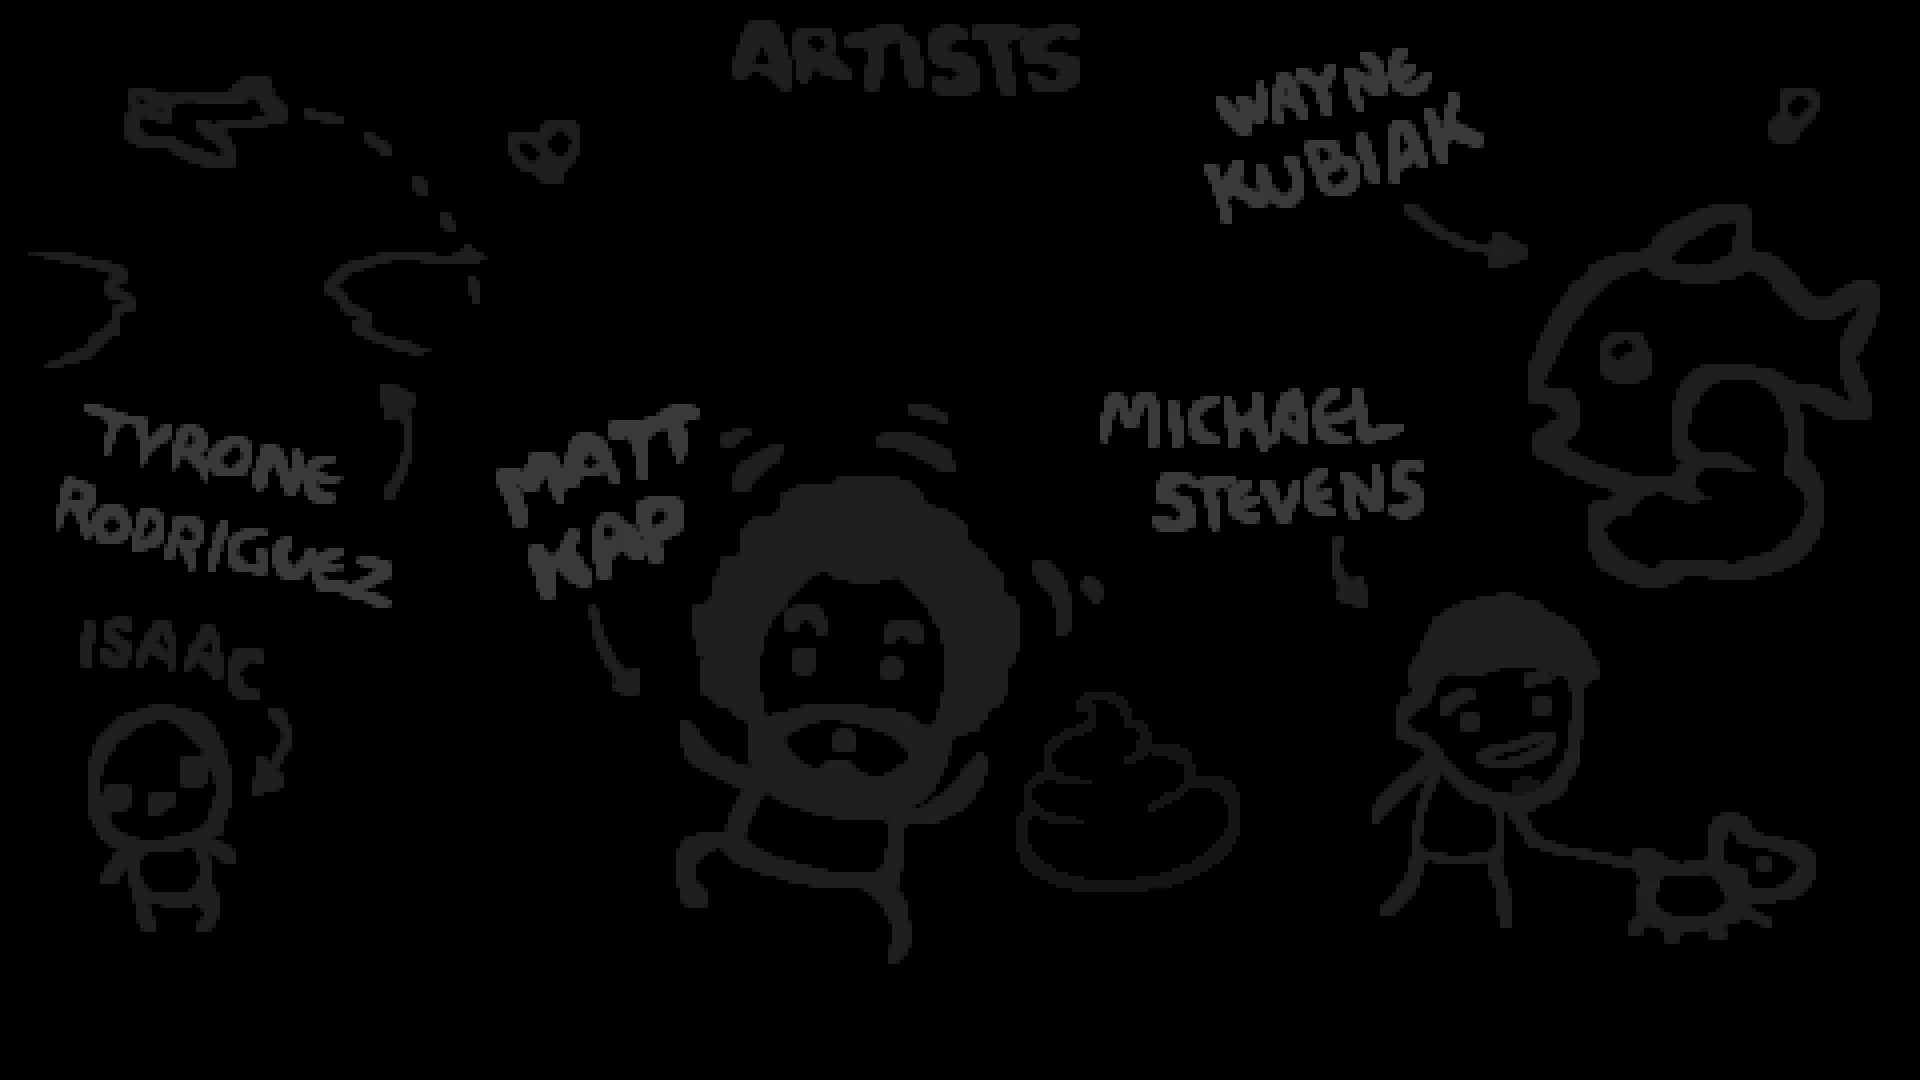 ARTISTS
WAYNE
KUBIAK
TYRONE
RODRIGUEZ
MATT
KAP
MICHAEL
STEVENS
ISAAC